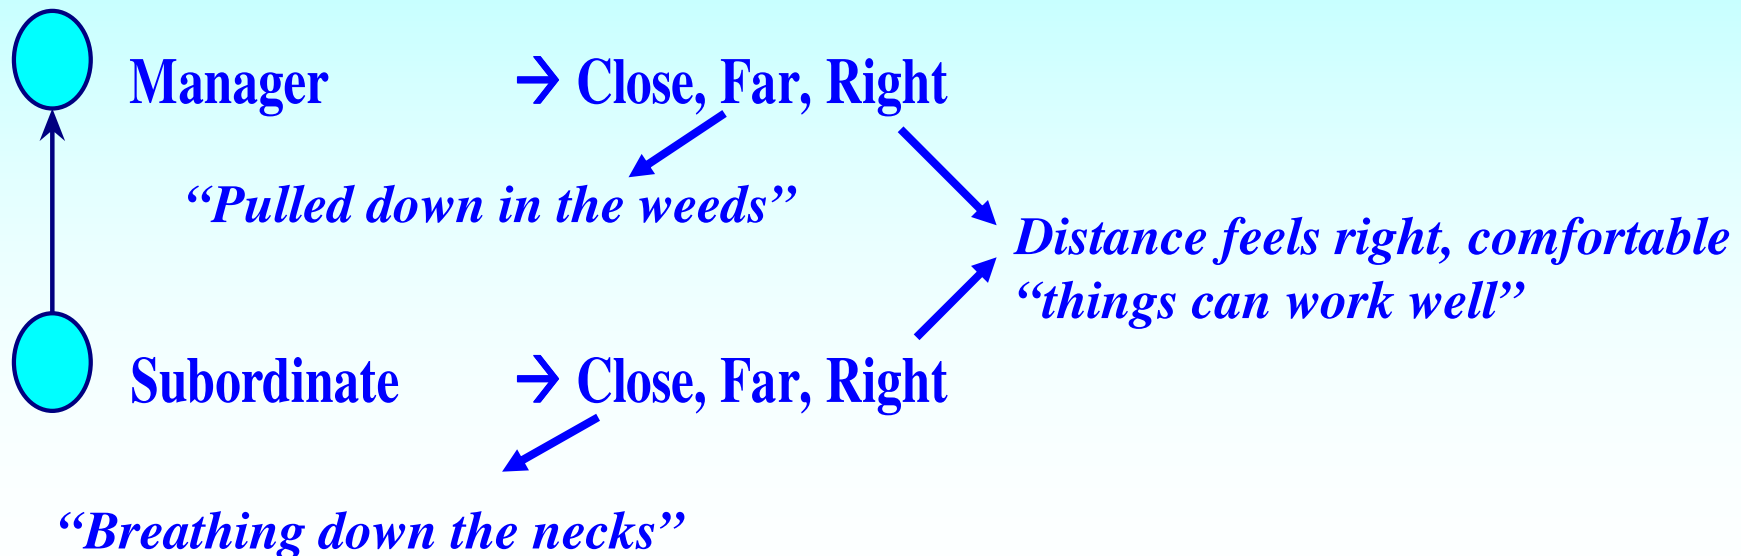 Manager → Close, Far, Right
“Pulled down in the weeds”
Distance feels right, comfortable
“things can work well”
Subordinate → Close, Far, Right
“Breathing down the necks”